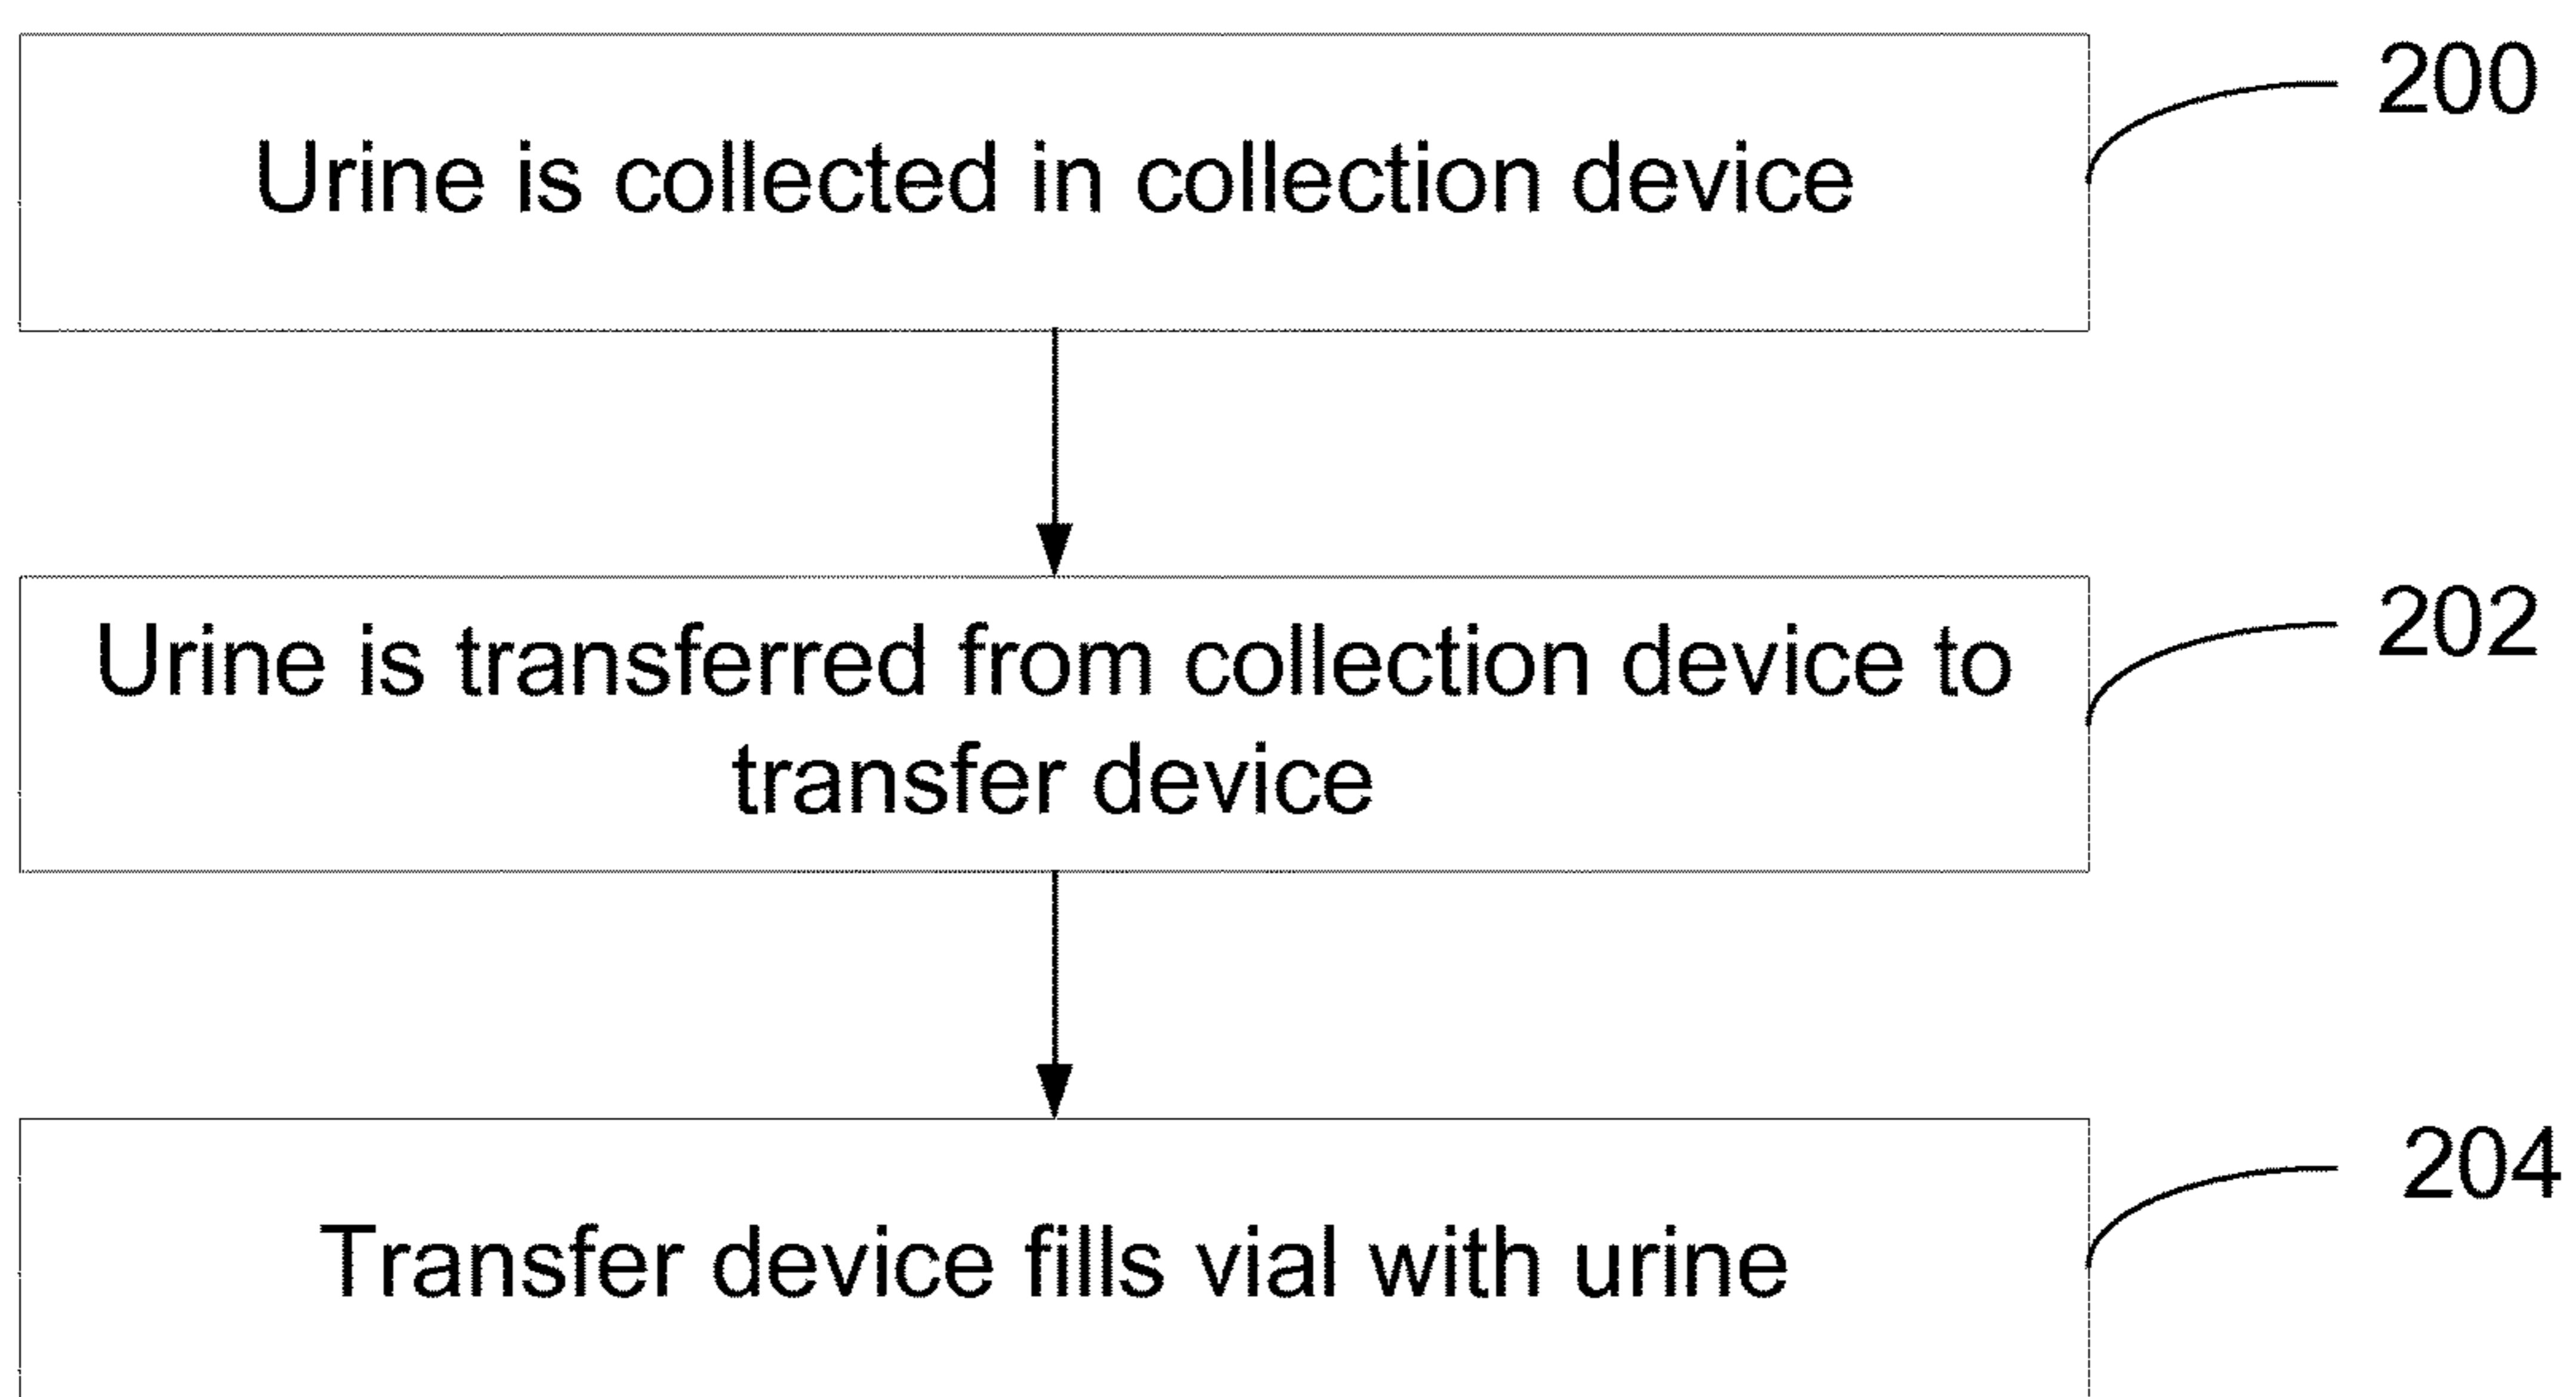 200
Urine is collected in collection device
202
Urine is transferred from collection device to
transfer device
204
Transfer device fills vial with urine